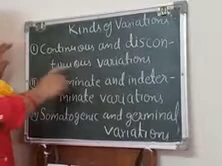 Kinds of Variations
① Continuous and discon-
tinuous variations
minate and indeter-
minate variations
③ Somatogenic and germinal
variations